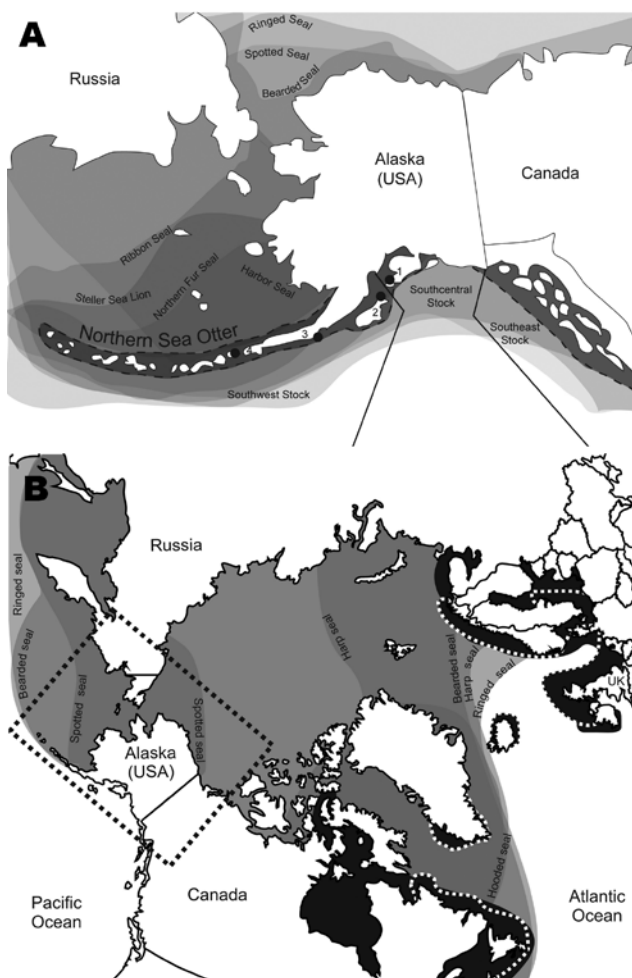 A
Ringed Seal
Spotted Seal
Bearded Seal
Russia
Alaska
(USA)
Canada
Ribbon Seal
Northern Fur Seal
Harbor Seal
Steller Sea Lion
Northern Sea Otter
1
2
3
4
Southcentral
Stock
Southeast
Stock
Southwest Stock
B
Russia
Ringed seal
Bearded seal
Spotted seal
Harp seal
Bearded seal
Harp seal
Ringed seal
UK
Spotted seal
Alaska
(USA)
Hooded seal
Pacific
Ocean
Canada
Atlantic
Ocean